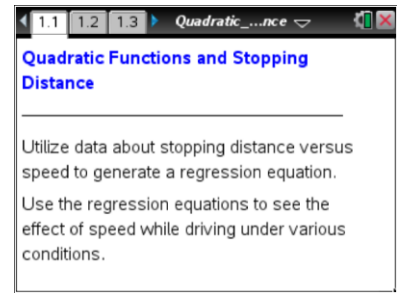 1.1 1.2 1.3 Quadratic_...nce
Quadratic Functions and Stopping
Distance
Utilize data about stopping distance versus
speed to generate a regression equation.
Use the regression equations to see the
effect of speed while driving under various
conditions.